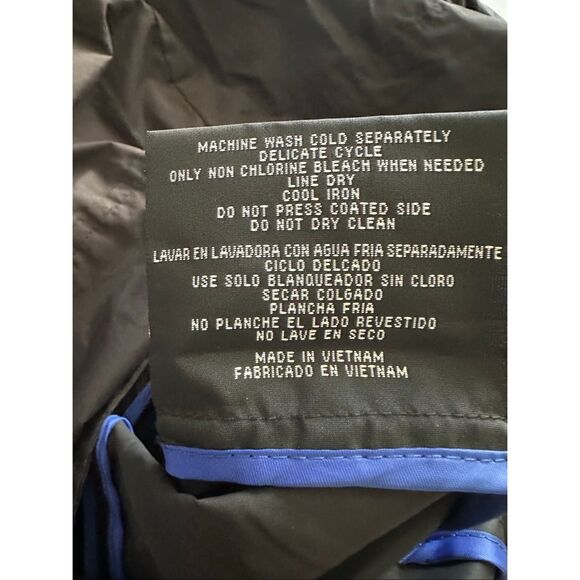 MACHINE WASH COLD SEPARATELY
DELICATE CYCLE
ONLY NON CHLORINE BLEACH WHEN NEEDED
LINE DRY
COOL IRON
DO NOT PRESS COATED SIDE
DO NOT DRY CLEAN
LAVAR EN LAVADORA CON AGUA FRIA SEPARADAMENTE
CICLO DELCADO
USE SOLO BLANQUEADOR SIN CLORO
SECAR COLGADO
PLANCHA FRIA
NO PLANCHE EL LADO REVESTIDO
NO LAVE EN SECO
MADE IN VIETNAM
FABRICADO EN VIETNAM